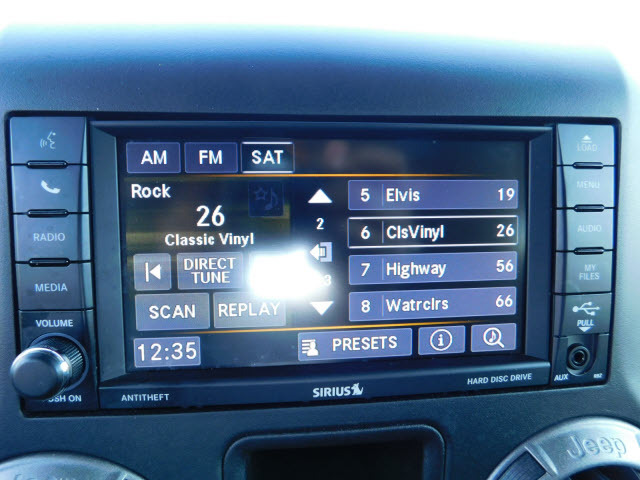 AM FM SAT
LOAD
MENU
RADIO
AUDIO
MEDIA
MY FILES
VOLUME
PULL
PUSH ON
Rock
26
Classic Vinyl
DIRECT TUNE
SCAN REPLAY
12:35
2
3
5 Elvis 19
6 ClsVinyl 26
7 Highway 56
8 Watrclrs 66
PRESETS
ANTITHEFT
SIRIUS
HARD DISC DRIVE
AUX
Jeep